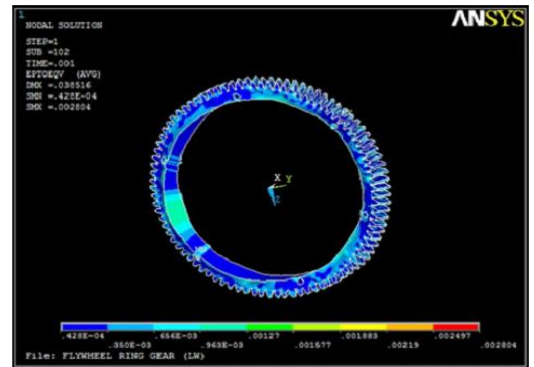 1
NODAL SOLUTION
ANSYS
STEP=1
SUB =102
TIME=.001
EPTOEQV (AVG)
DMX =.038516
SMN =.428E-04
SMX =.002804
X Y
Z
.428E-04 .656E-03 .00127 .001883 .002497
.350E-03 .963E-03 .001577 .00219 .002804
File: FLYWHEEL RING GEAR (LW)